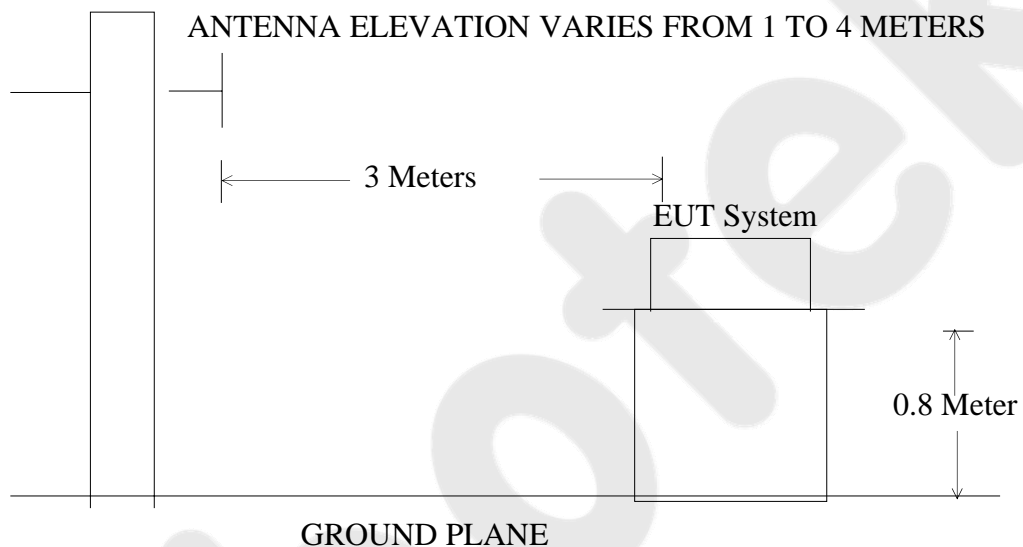 ANTENNA ELEVATION VARIES FROM 1 TO 4 METERS
3 Meters
EUT System
0.8 Meter
GROUND PLANE